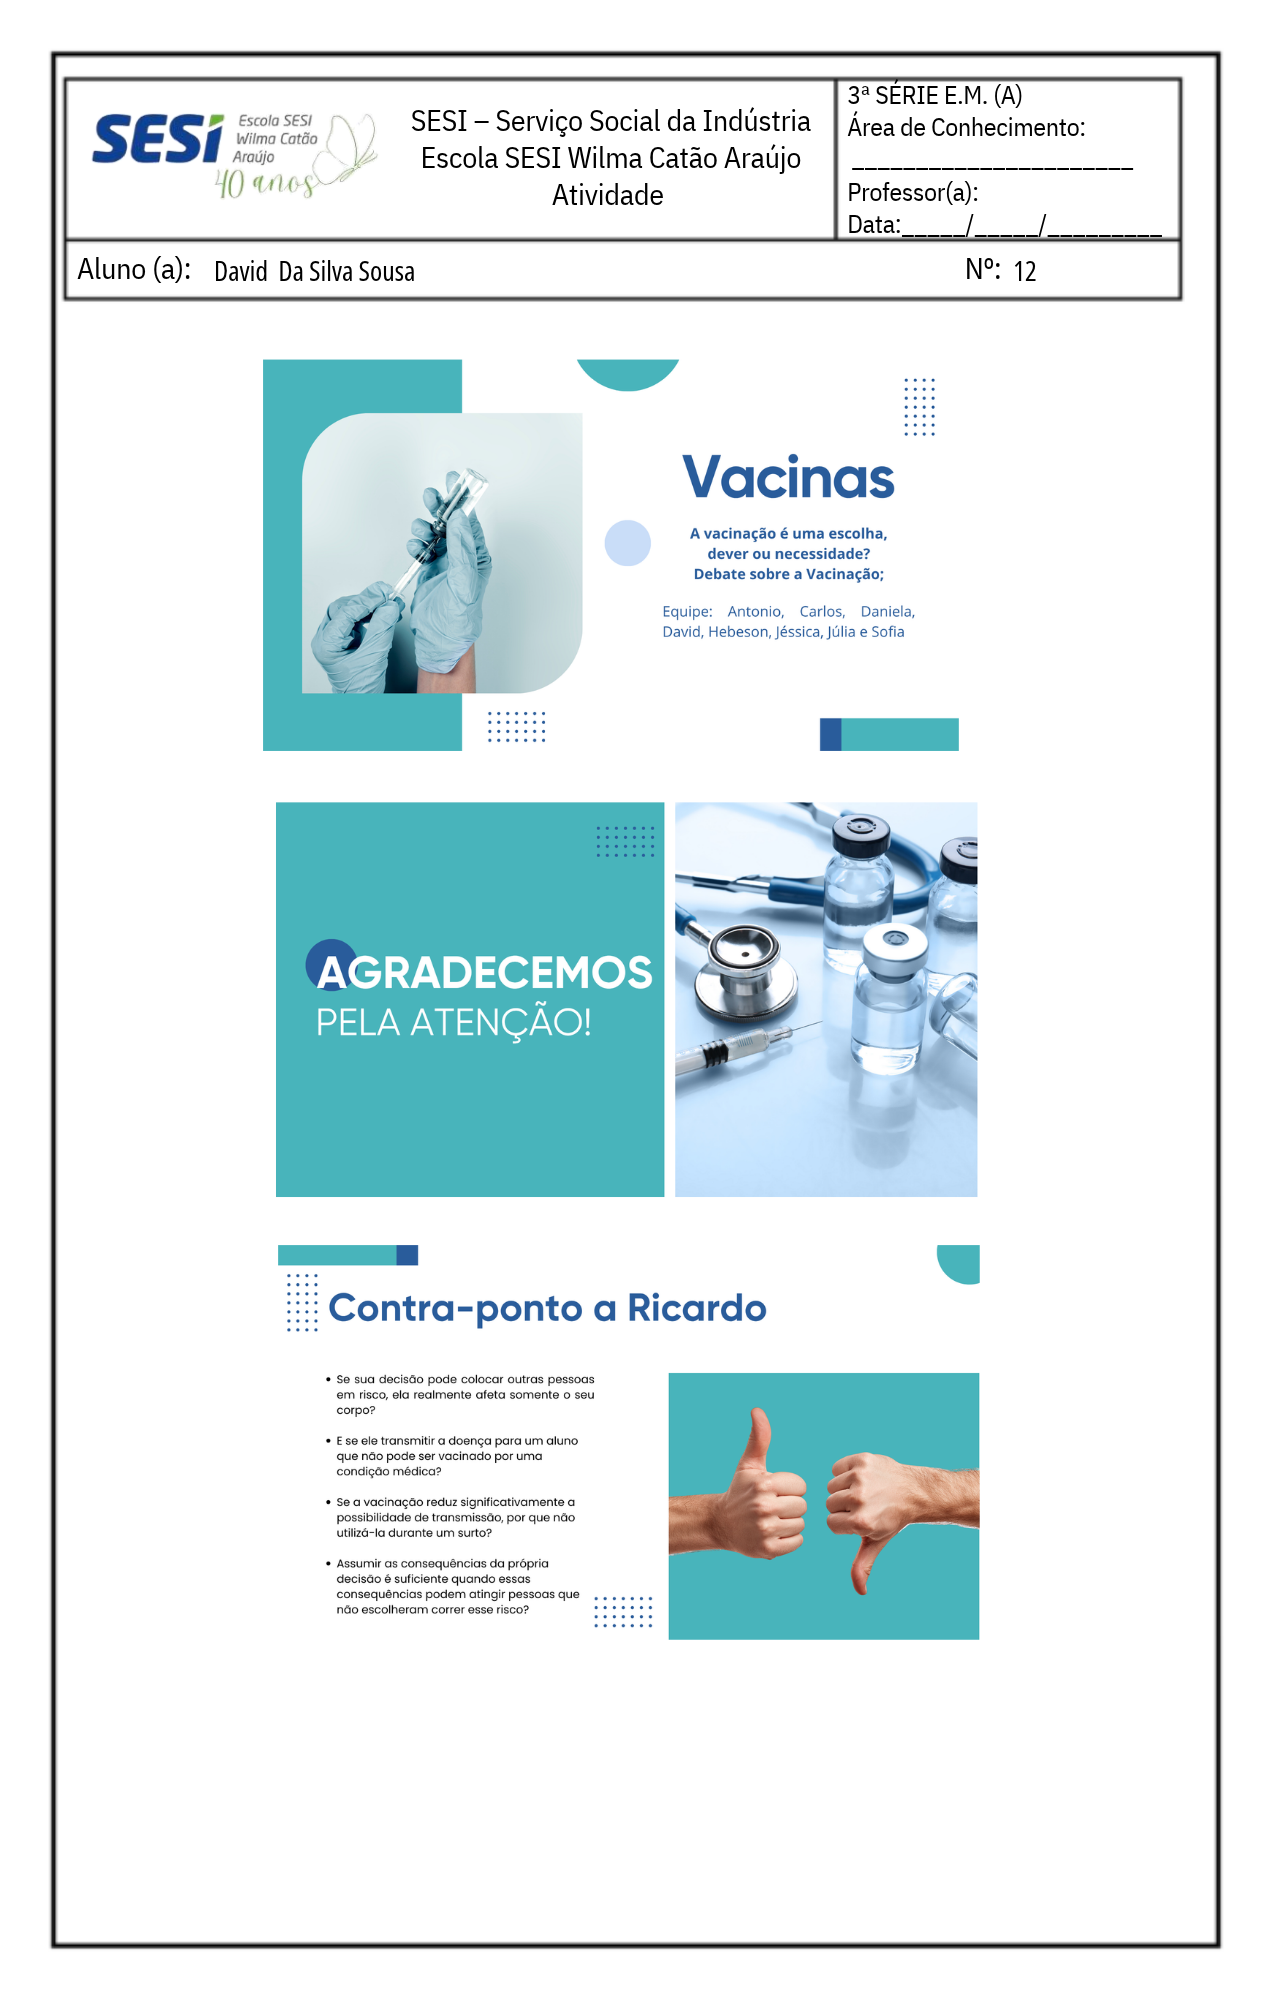 SESI
Escola SESI
Wilma Catão
Araújo
40 anos
SESI – Serviço Social da Indústria
Escola SESI Wilma Catão Araújo
Atividade
3ª SÉRIE E.M. (A)
Área de Conhecimento:
______________________
Professor(a):
Data:_____/_____/_________
Aluno (a): David Da Silva Sousa Nº: 12
Vacinas
A vacinação é uma escolha,
dever ou necessidade?
Debate sobre a Vacinação;
Equipe: Antonio, Carlos, Daniela,
David, Hebeson, Jéssica, Júlia e Sofia
AGRADECEMOS
PELA ATENÇÃO!
Contra-ponto a Ricardo
• Se sua decisão pode colocar outras pessoas
em risco, ela realmente afeta somente o seu
corpo?
• E se ele transmitir a doença para um aluno
que não pode ser vacinado por uma
condição médica?
• Se a vacinação reduz significativamente a
possibilidade de transmissão, por que não
utilizá-la durante um surto?
• Assumir as consequências da própria
decisão é suficiente quando essas
consequências podem atingir pessoas que
não escolheram correr esse risco?